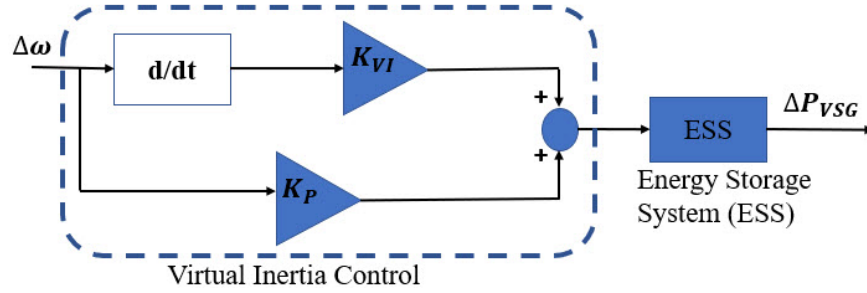 Δω
d/dt
K_VI
+
+
K_P
ESS
ΔP_VSG
Energy Storage
System (ESS)
Virtual Inertia Control